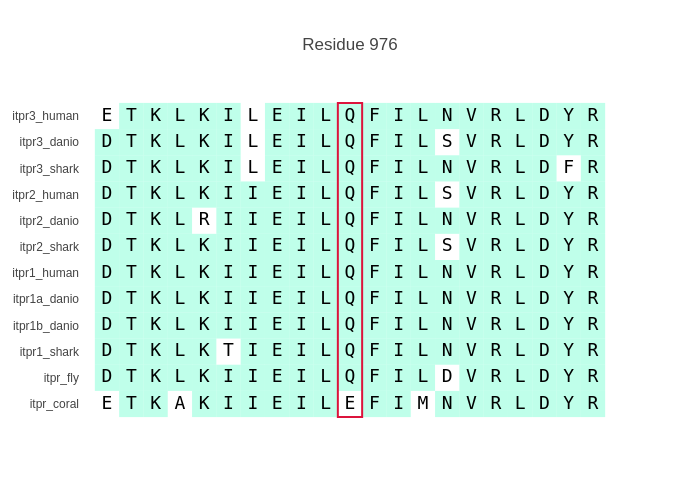 Residue 976
itpr3_human E T K L K I L E I L Q F I L N V R L D Y R
itpr3_danio D T K L K I L E I L Q F I L S V R L D Y R
itpr3_shark D T K L K I L E I L Q F I L N V R L D F R
itpr2_human D T K L K I I E I L Q F I L S V R L D Y R
itpr2_danio D T K L R I I E I L Q F I L N V R L D Y R
itpr2_shark D T K L K I I E I L Q F I L S V R L D Y R
itpr1_human D T K L K I I E I L Q F I L N V R L D Y R
itpr1a_danio D T K L K I I E I L Q F I L N V R L D Y R
itpr1b_danio D T K L K I I E I L Q F I L N V R L D Y R
itpr1_shark D T K L K T I E I L Q F I L N V R L D Y R
itpr_fly D T K L K I I E I L Q F I L D V R L D Y R
itpr_coral E T K A K I I E I L E F I M N V R L D Y R